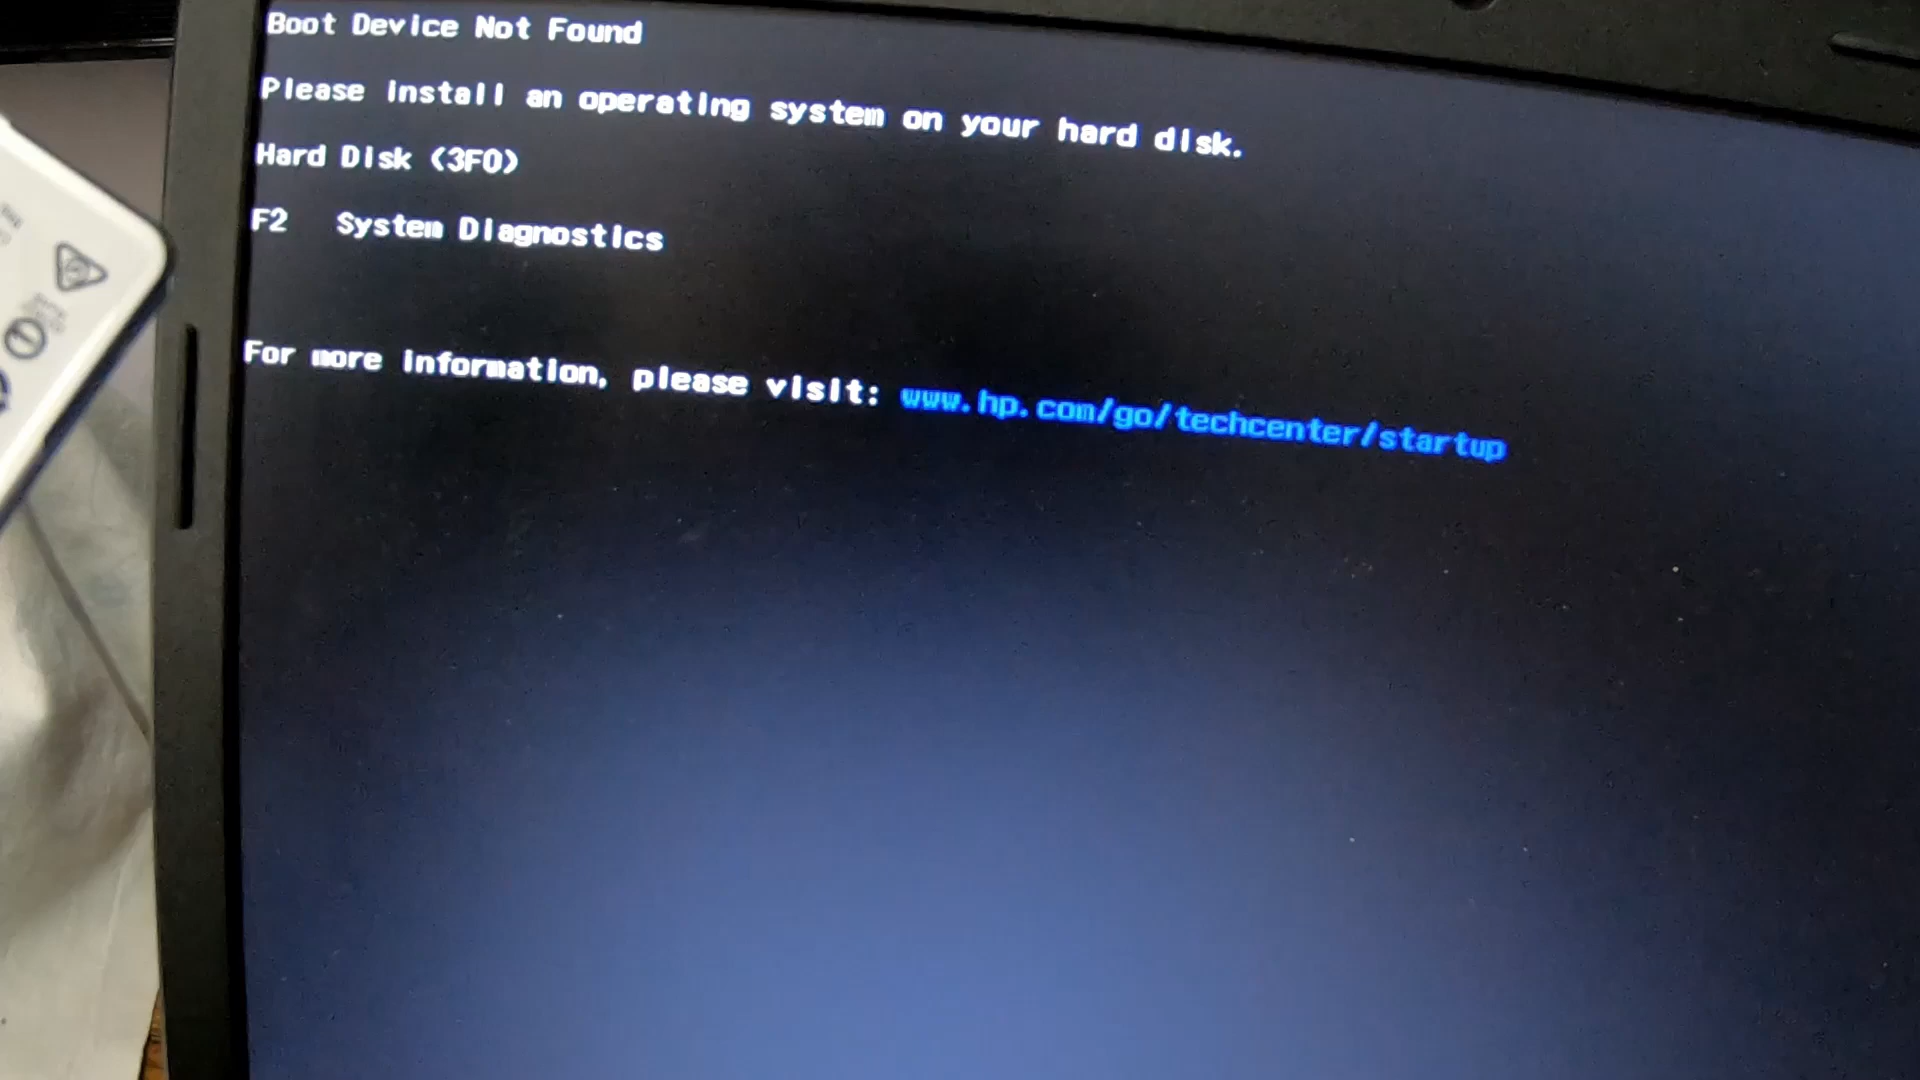 Boot Device Not Found
Please install an operating system on your hard disk.
Hard Disk (3F0)
F2 System Diagnostics
For more information, please visit: www.hp.com/go/techcenter/startup